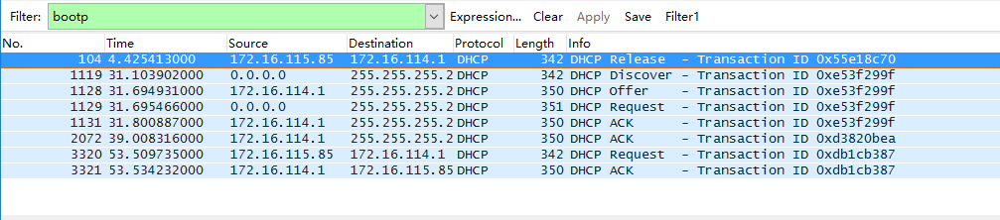 Filter: bootp Expression... Clear Apply Save Filter1
No. Time Source Destination Protocol Length Info
104 4.425413000 172.16.115.85 172.16.114.1 DHCP 342 DHCP Release - Transaction ID 0x55e18c70
1119 31.103902000 0.0.0.0 255.255.255.2 DHCP 342 DHCP Discover - Transaction ID 0xe53f299f
1128 31.694931000 172.16.114.1 255.255.255.2 DHCP 350 DHCP Offer - Transaction ID 0xe53f299f
1129 31.695466000 0.0.0.0 255.255.255.2 DHCP 351 DHCP Request - Transaction ID 0xe53f299f
1131 31.800887000 172.16.114.1 255.255.255.2 DHCP 350 DHCP ACK - Transaction ID 0xe53f299f
2072 39.008316000 172.16.114.1 255.255.255.2 DHCP 350 DHCP ACK - Transaction ID 0xd3820bea
3320 53.509735000 172.16.115.85 172.16.114.1 DHCP 342 DHCP Request - Transaction ID 0xdb1cb387
3321 53.534232000 172.16.114.1 172.16.115.85 DHCP 350 DHCP ACK - Transaction ID 0xdb1cb387